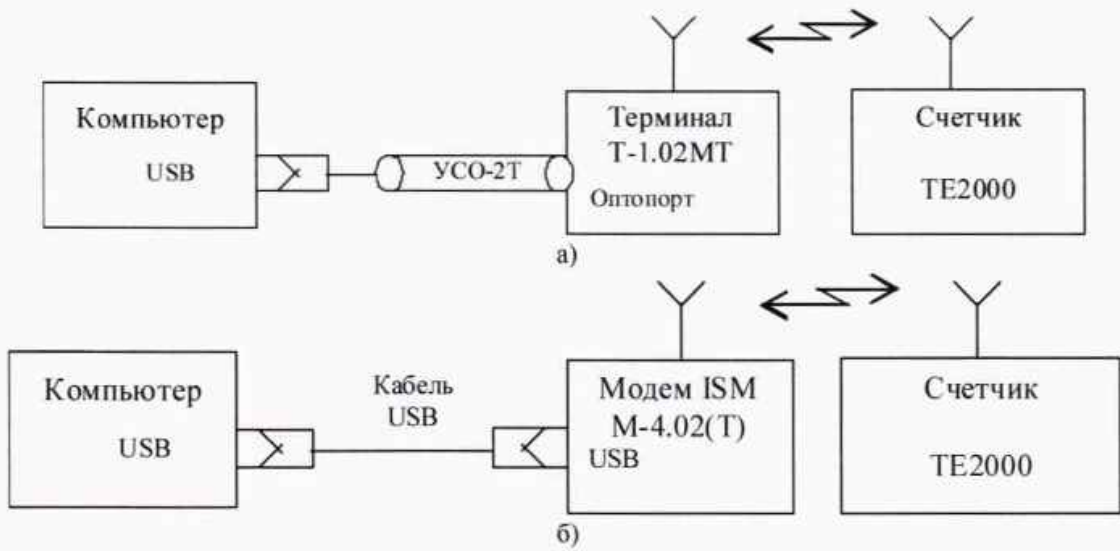 Компьютер
USB
УСО-2Т
Терминал
Т-1.02МТ
Оптопорт
Счетчик
ТЕ2000
а)
Компьютер
USB
Кабель
USB
Модем ISM
М-4.02(Т)
USB
Счетчик
ТЕ2000
б)